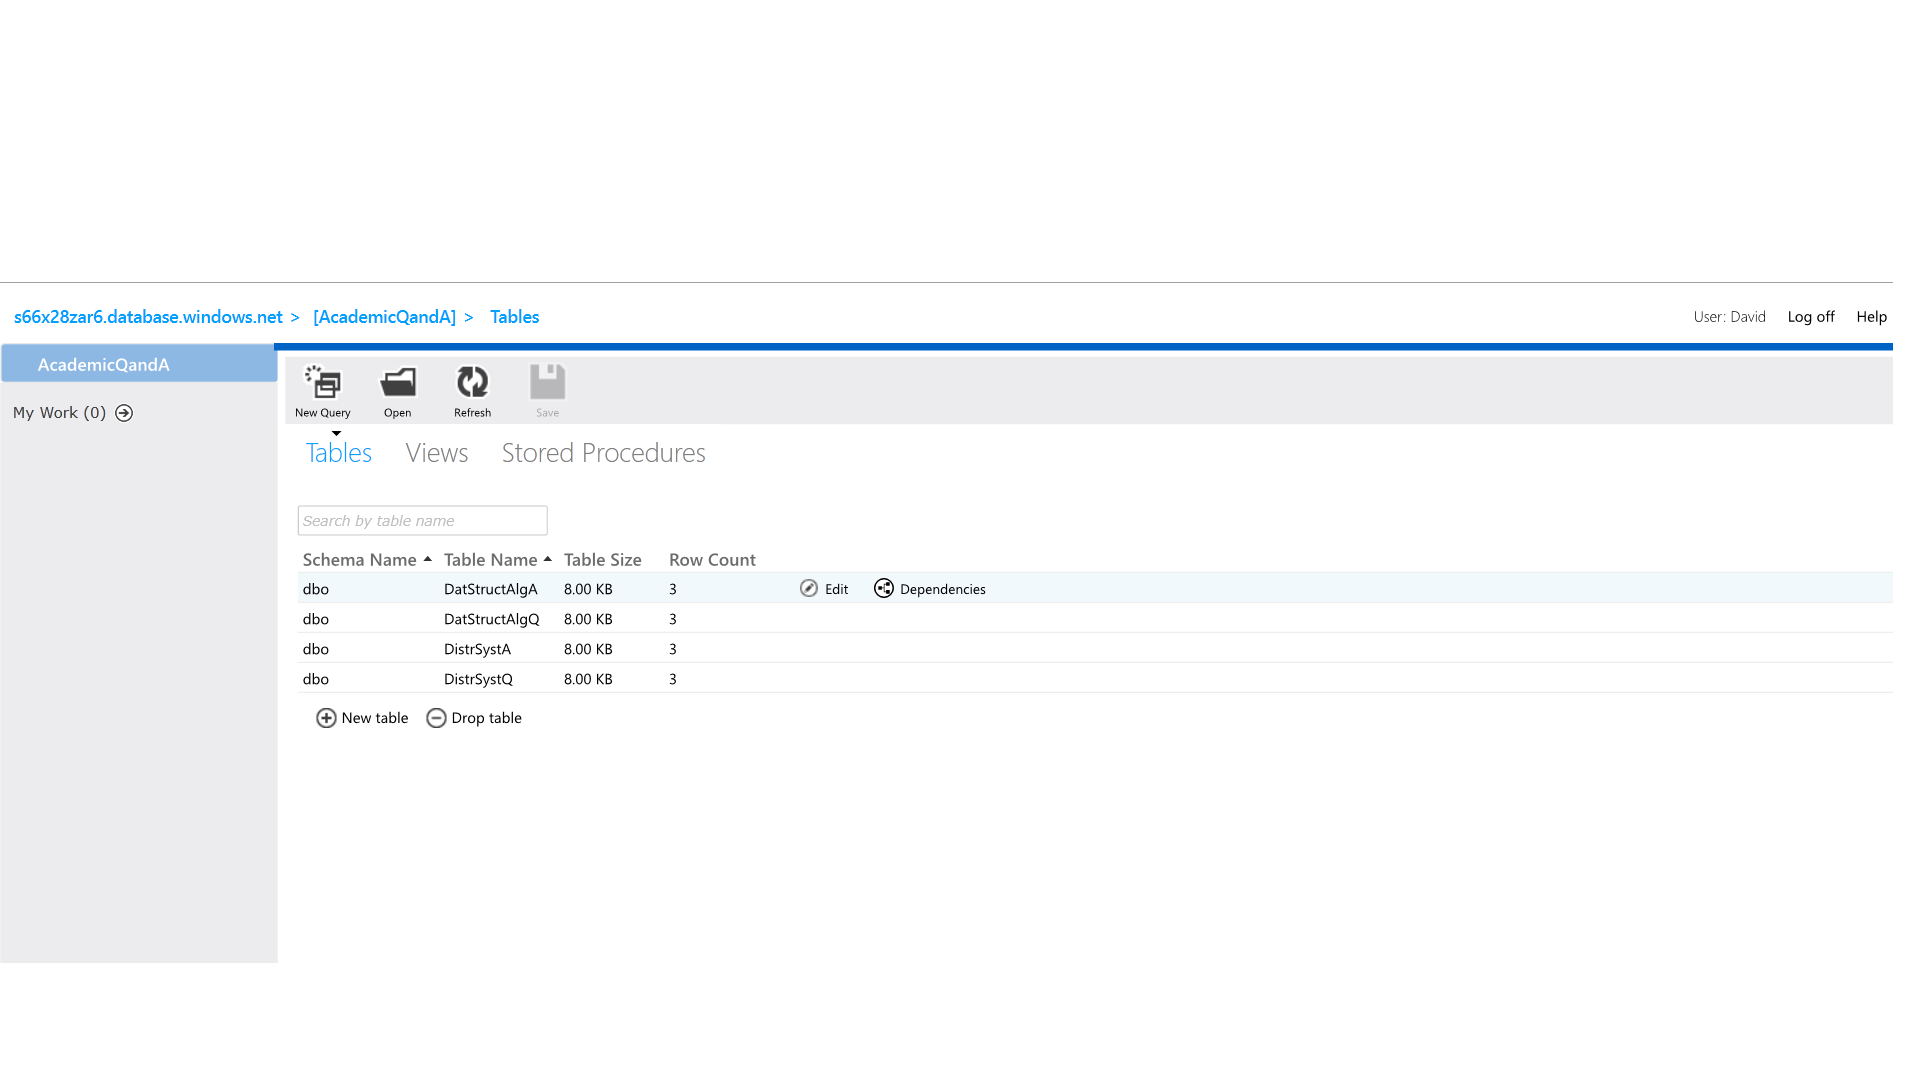 s66x28zar6.database.windows.net > [AcademicQandA] > Tables User: David Log off Help
AcademicQandA
My Work (0)
New Query Open Refresh Save
Tables Views Stored Procedures
Search by table name
Schema Name Table Name Table Size Row Count
dbo DatStructAlgA 8.00 KB 3 Edit Dependencies
dbo DatStructAlgQ 8.00 KB 3
dbo DistrSystA 8.00 KB 3
dbo DistrSystQ 8.00 KB 3
New table Drop table